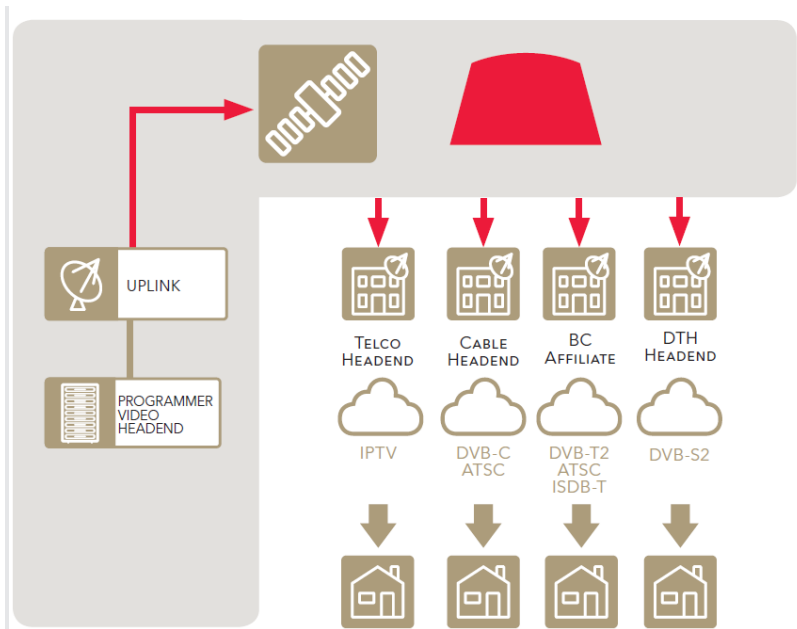 UPLINK
PROGRAMMER
VIDEO
HEADEND
TELCO
HEADEND
CABLE
HEADEND
BC
AFFILIATE
DTH
HEADEND
IPTV
DVB-C
ATSC
DVB-T2
ATSC
ISDB-T
DVB-S2